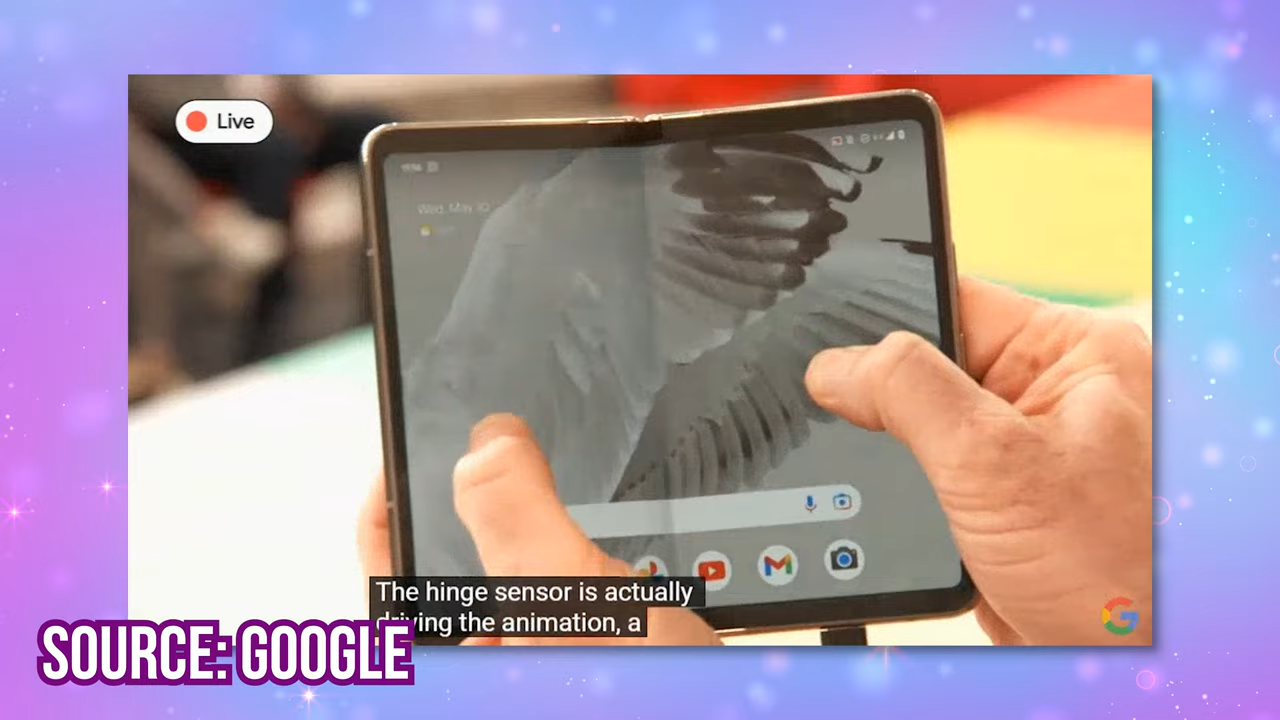 Live
Wed, May 10
The hinge sensor is actually
driving the animation, a
SOURCE: GOOGLE